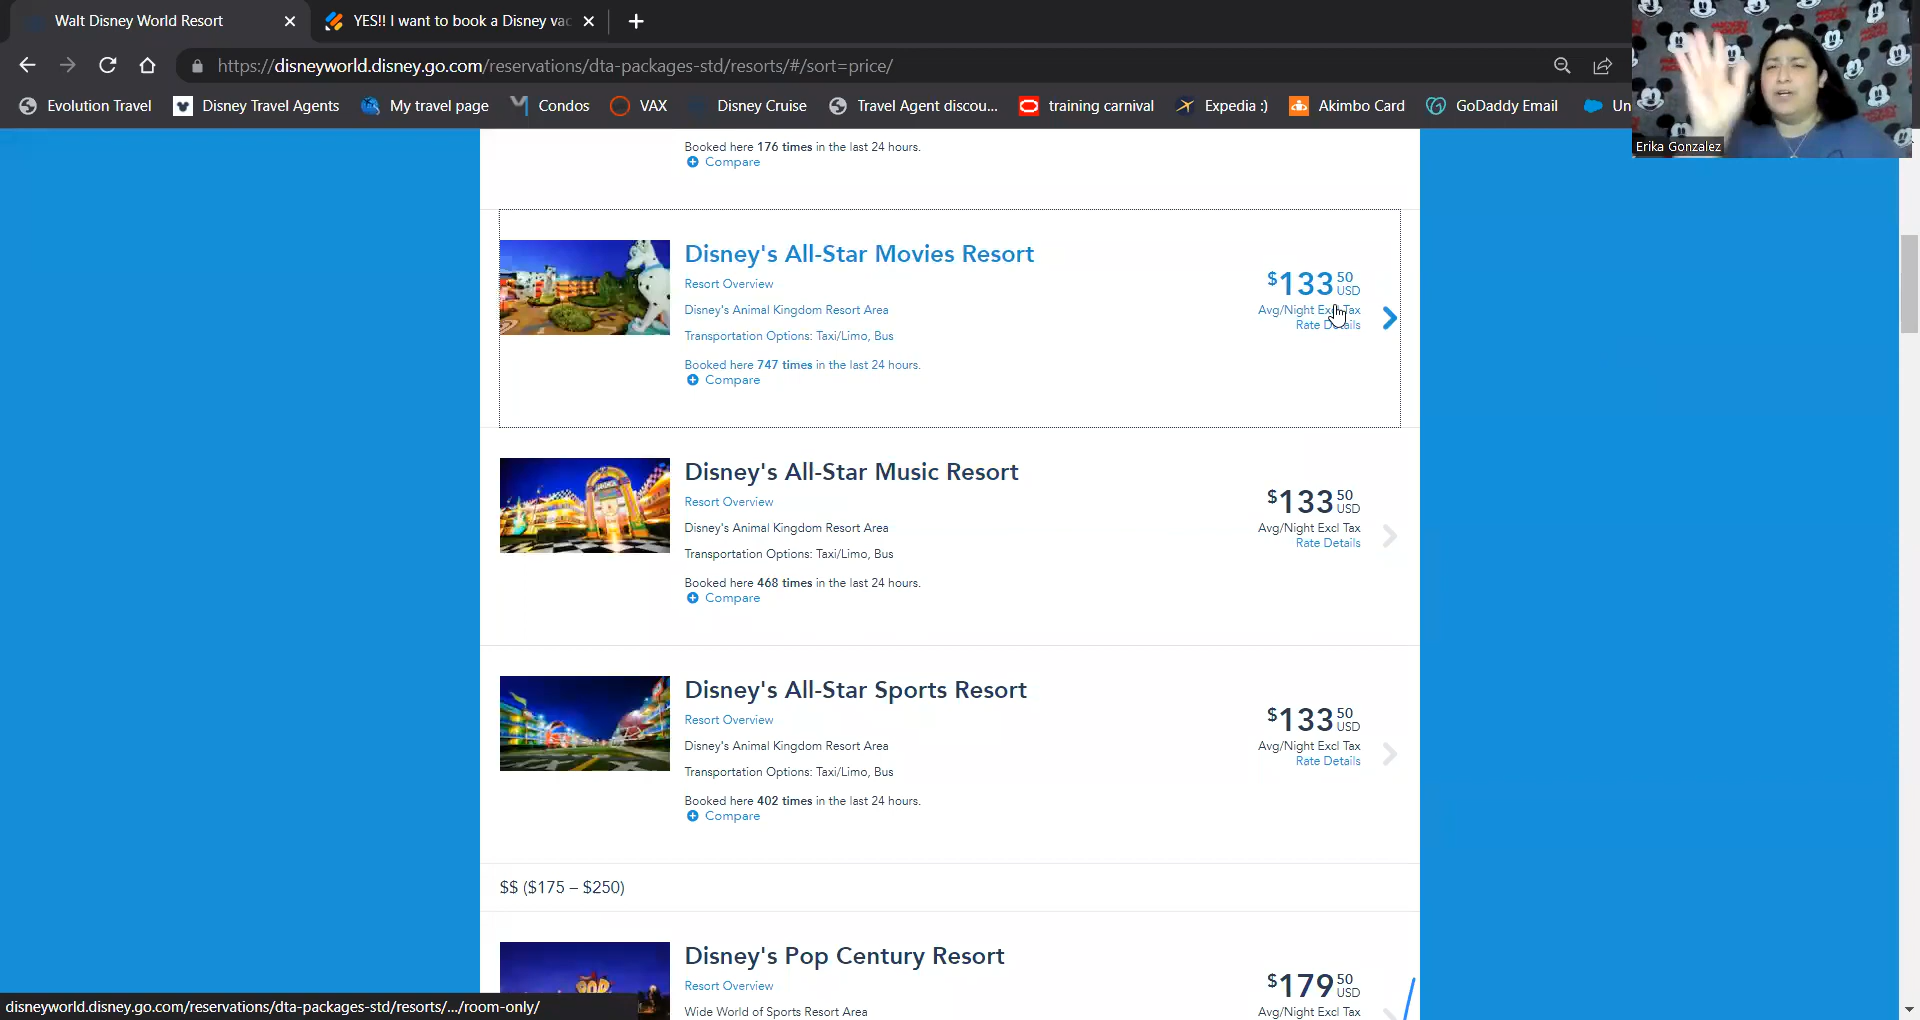 Walt Disney World Resort
YES!! I want to book a Disney vac
https://disneyworld.disney.go.com/reservations/dta-packages-std/resorts/#/sort=price/
Evolution Travel
Disney Travel Agents
My travel page
Condos
VAX
Disney Cruise
Travel Agent discou...
training carnival
Expedia :)
Akimbo Card
GoDaddy Email
Un
Erika Gonzalez
Booked here 176 times in the last 24 hours.
Compare
Disney's All-Star Movies Resort
Resort Overview
Disney's Animal Kingdom Resort Area
Transportation Options: Taxi/Limo, Bus
Booked here 747 times in the last 24 hours.
Compare
$133 50 USD
Avg/Night Excl Tax
Rate Details
Disney's All-Star Music Resort
Resort Overview
Disney's Animal Kingdom Resort Area
Transportation Options: Taxi/Limo, Bus
Booked here 468 times in the last 24 hours.
Compare
$133 50 USD
Avg/Night Excl Tax
Rate Details
Disney's All-Star Sports Resort
Resort Overview
Disney's Animal Kingdom Resort Area
Transportation Options: Taxi/Limo, Bus
Booked here 402 times in the last 24 hours.
Compare
$133 50 USD
Avg/Night Excl Tax
Rate Details
$$ ($175 – $250)
Disney's Pop Century Resort
Resort Overview
Wide World of Sports Resort Area
$179 50 USD
Avg/Night Excl Tax
disneyworld.disney.go.com/reservations/dta-packages-std/resorts/.../room-only/